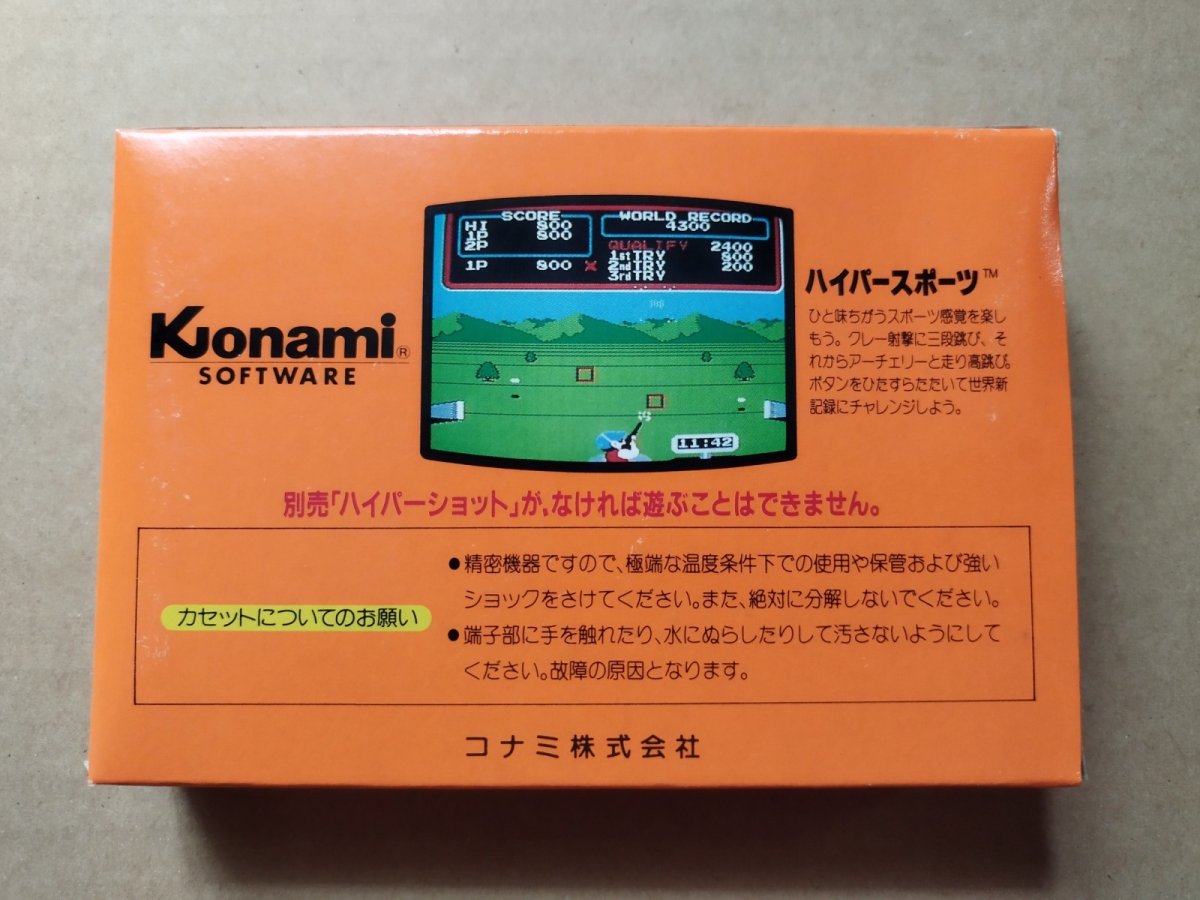 SCORE
HI 800
1P 800
2P
1P 800 X
WORLD RECORD
4300
QUALIFY 2400
1stTRY 800
2ndTRY 200
3rdTRY
11:42
Konami®
SOFTWARE
ハイパースポーツ™
ひと味ちがうスポーツ感覚を楽し
もう。クレー射撃に三段跳び、そ
れからアーチェリーと走り高跳び。
ボタンをひたすらたたいて世界新
記録にチャレンジしよう。
別売「ハイパーショット」が、なければ遊ぶことはできません。
カセットについてのお願い
●精密機器ですので、極端な温度条件下での使用や保管および強い
ショックをさけてください。また、絶対に分解しないでください。
●端子部に手を触れたり、水にぬらしたりして汚さないようにして
ください。故障の原因となります。
コナミ株式会社